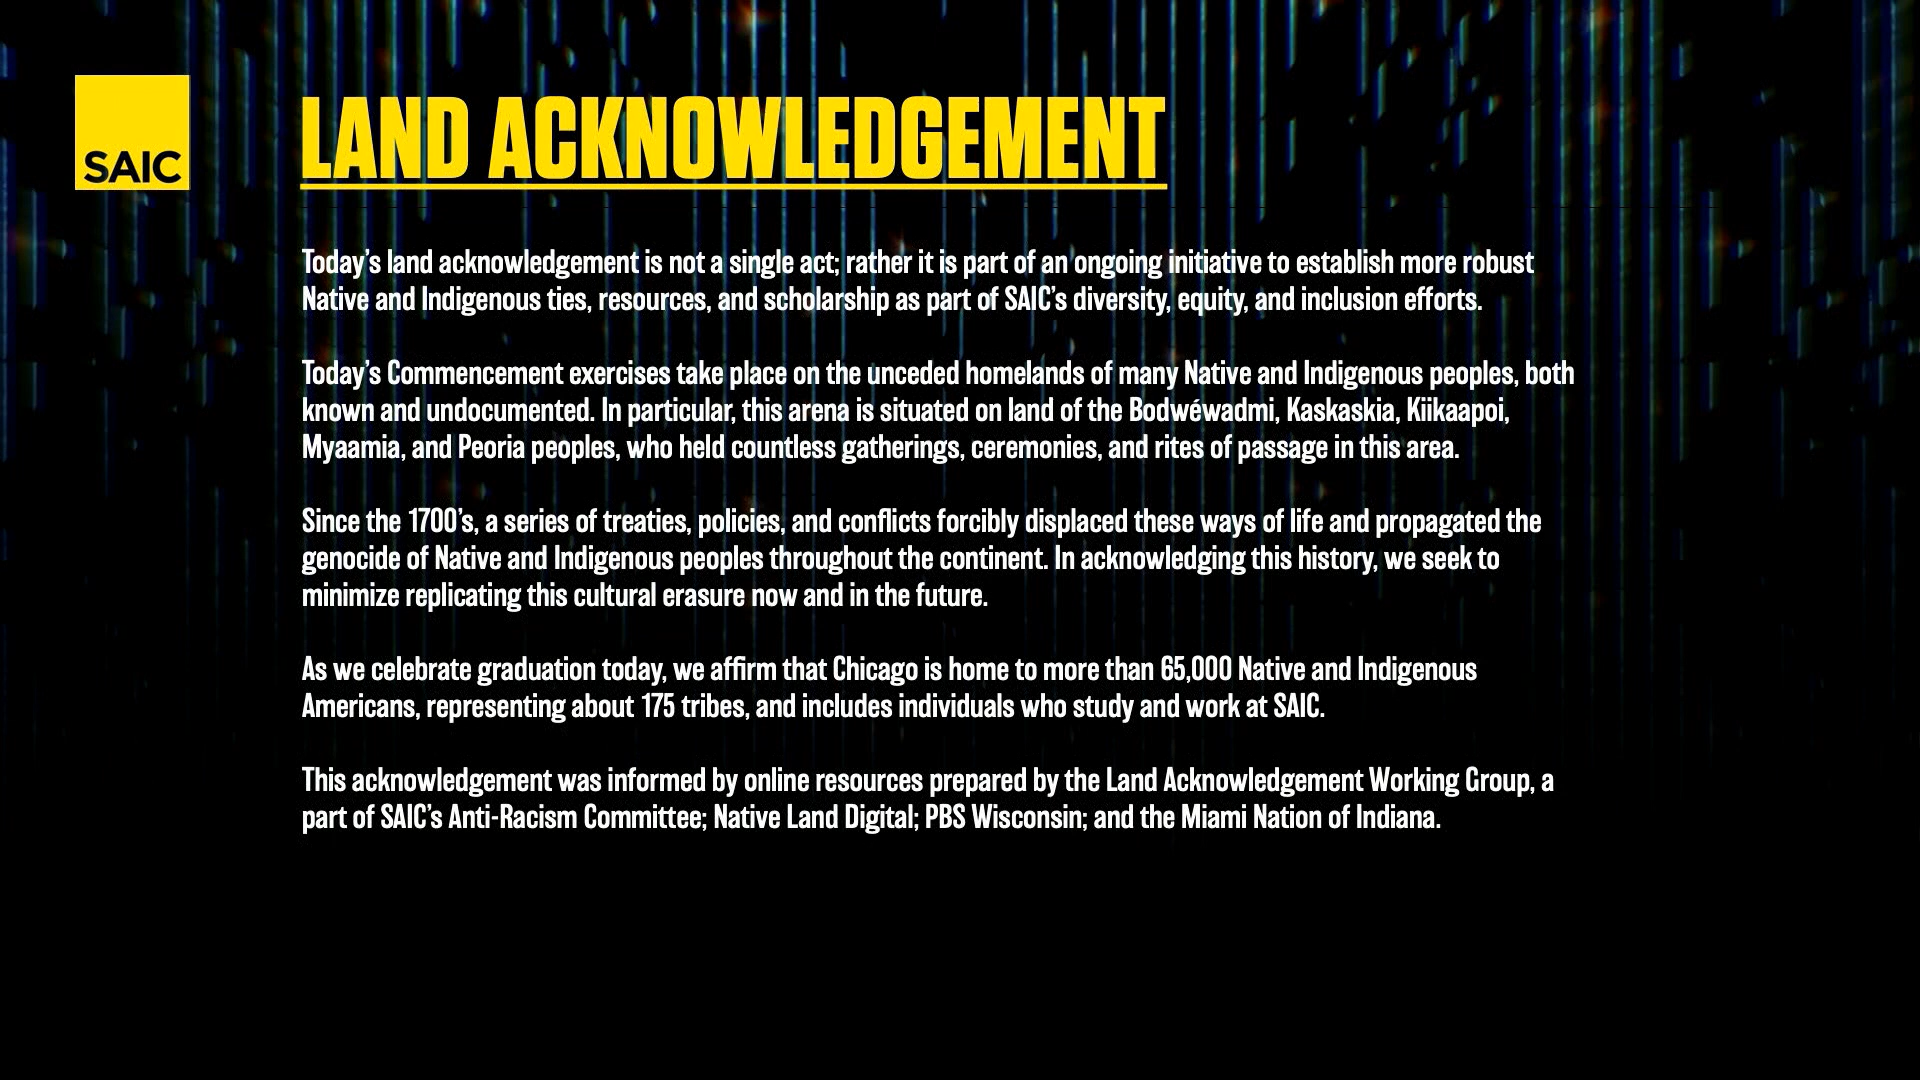 SAIC
LAND ACKNOWLEDGEMENT
Today’s land acknowledgement is not a single act; rather it is part of an ongoing initiative to establish more robust
Native and Indigenous ties, resources, and scholarship as part of SAIC’s diversity, equity, and inclusion efforts.
Today’s Commencement exercises take place on the unceded homelands of many Native and Indigenous peoples, both
known and undocumented. In particular, this arena is situated on land of the Bodwéwadmi, Kaskaskia, Kiikaapoi,
Myaamia, and Peoria peoples, who held countless gatherings, ceremonies, and rites of passage in this area.
Since the 1700’s, a series of treaties, policies, and conflicts forcibly displaced these ways of life and propagated the
genocide of Native and Indigenous peoples throughout the continent. In acknowledging this history, we seek to
minimize replicating this cultural erasure now and in the future.
As we celebrate graduation today, we affirm that Chicago is home to more than 65,000 Native and Indigenous
Americans, representing about 175 tribes, and includes individuals who study and work at SAIC.
This acknowledgement was informed by online resources prepared by the Land Acknowledgement Working Group, a
part of SAIC’s Anti-Racism Committee; Native Land Digital; PBS Wisconsin; and the Miami Nation of Indiana.